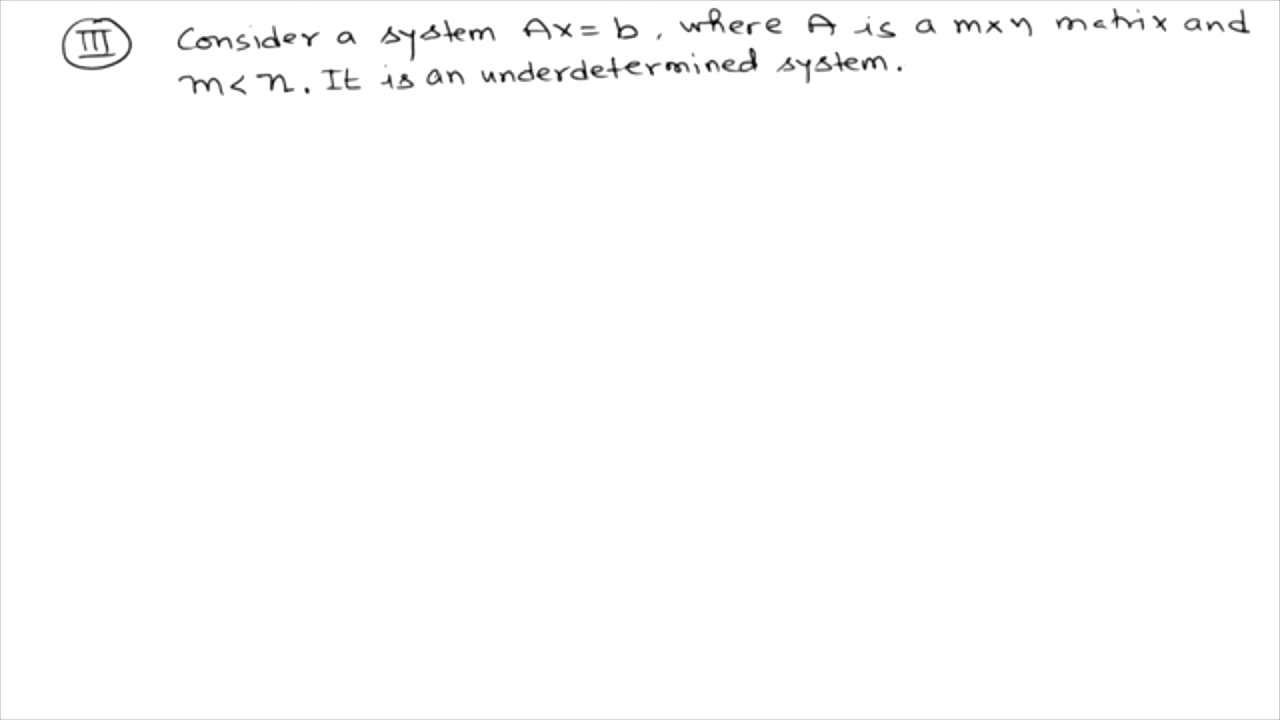 III Consider a system Ax = b, where A is a m×n matrix and
m < n. It is an underdetermined system.